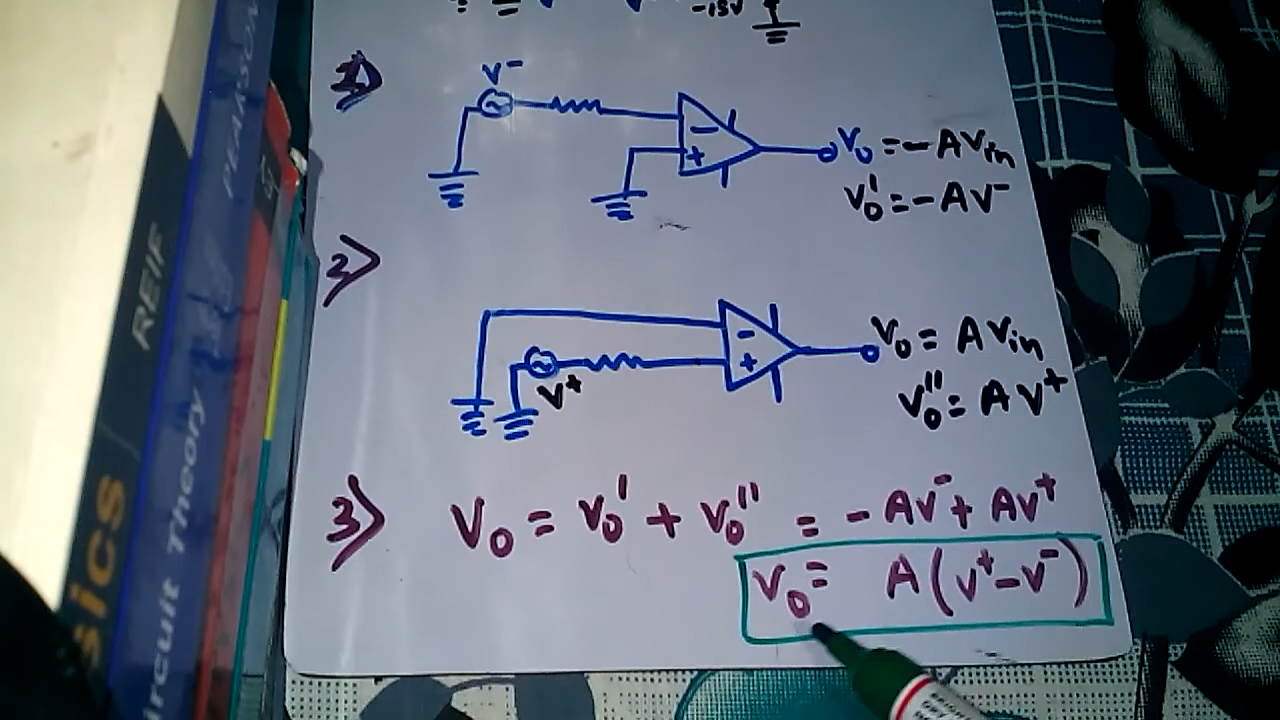 -15V
1)
V⁻
-
+
V₀ = -AVin
V₀' = -AV⁻
2)
-
+
V⁺
V₀ = AVin
V₀'' = AV⁺
3) V₀ = V₀' + V₀'' = -AV⁻ + AV⁺
V₀ = A(V⁺ - V⁻)
REIF
sics
PEARSON
ircuit Theory